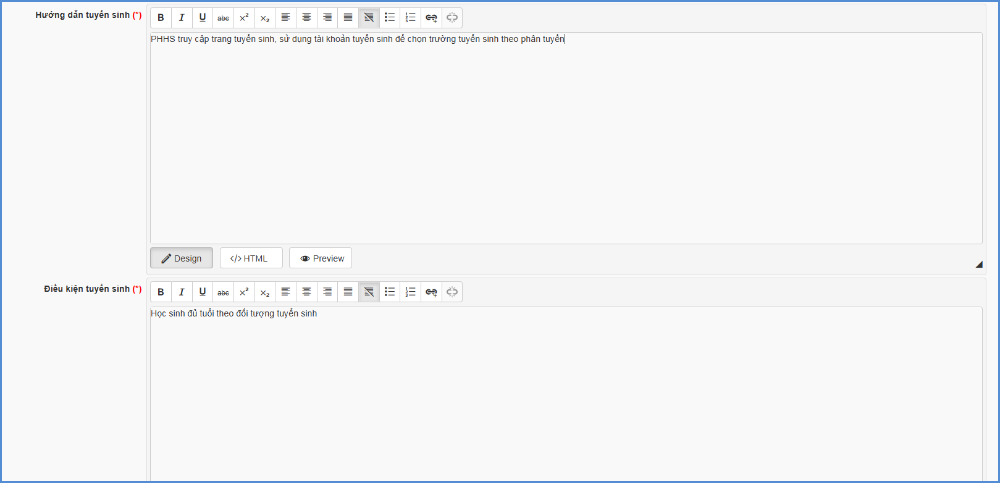 Hướng dẫn tuyển sinh (*)
B I U abc x² x₂
PHHS truy cập trang tuyển sinh, sử dụng tài khoản tuyển sinh để chọn trường tuyển sinh theo phân tuyến
Design </> HTML Preview
Điều kiện tuyển sinh (*)
B I U abc x² x₂
Học sinh đủ tuổi theo đối tượng tuyển sinh